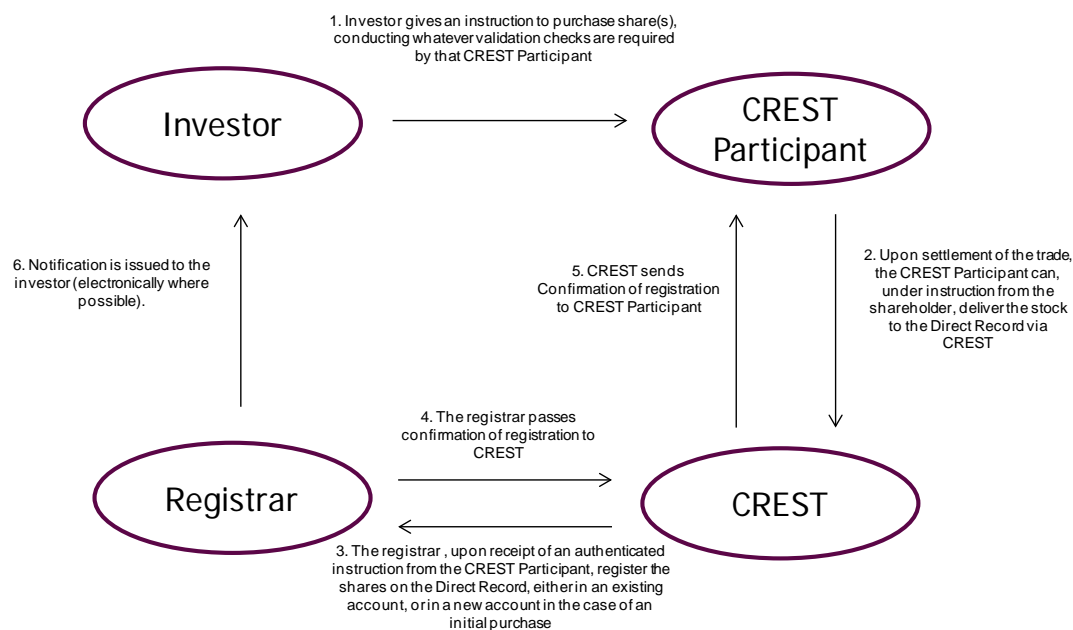 1. Investor gives an instruction to purchase share(s),
conducting whatever validation checks are required
by that CREST Participant
Investor
CREST
Participant
6. Notification is issued to the
investor (electronically where
possible).
5. CREST sends
Confirmation of registration
to CREST Participant
2. Upon settlement of the trade,
the CREST Participant can,
under instruction from the
shareholder, deliver the stock
to the Direct Record via
CREST
4. The registrar passes
confirmation of registration to
CREST
Registrar
CREST
3. The registrar , upon receipt of an authenticated
instruction from the CREST Participant, register the
shares on the Direct Record, either in an existing
account, or in a new account in the case of an
initial purchase